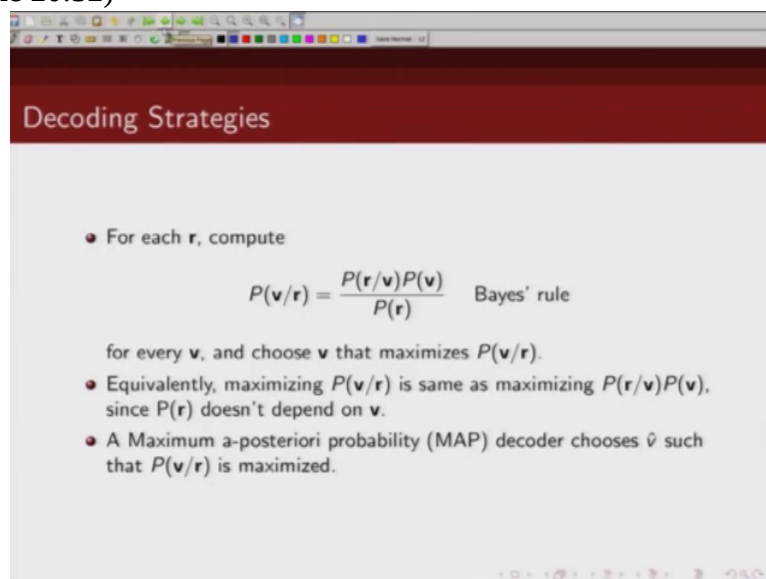 Decoding Strategies
For each r, compute
P(v/r) = P(r/v)P(v) / P(r) Bayes' rule
for every v, and choose v that maximizes P(v/r).
Equivalently, maximizing P(v/r) is same as maximizing P(r/v)P(v),
since P(r) doesn't depend on v.
A Maximum a-posteriori probability (MAP) decoder chooses v̂ such
that P(v/r) is maximized.